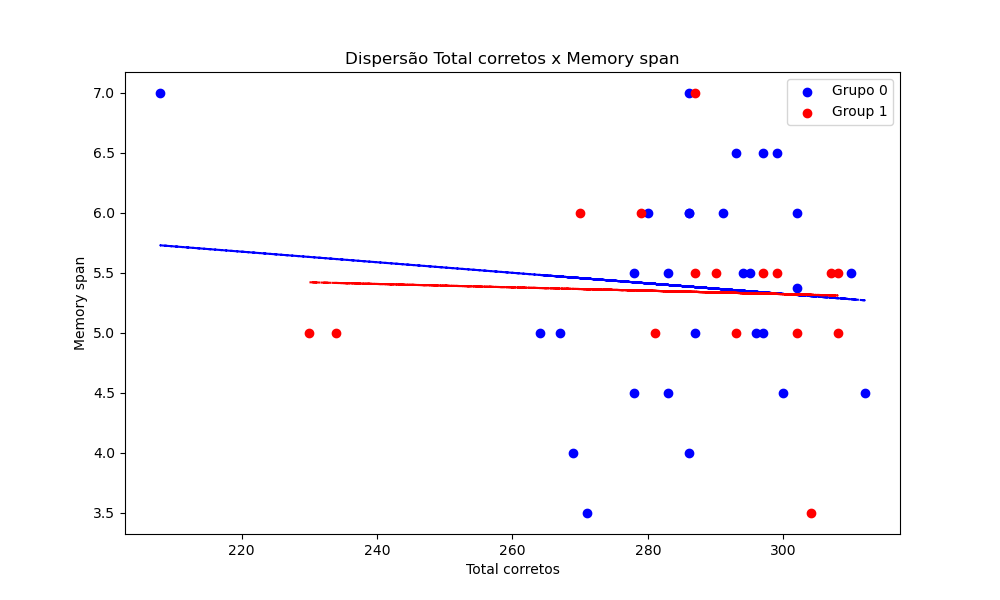 Dispersão Total corretos x Memory span
Grupo 0
Group 1
7.0
6.5
6.0
5.5
5.0
4.5
4.0
3.5
Memory span
220
240
260
280
300
Total corretos